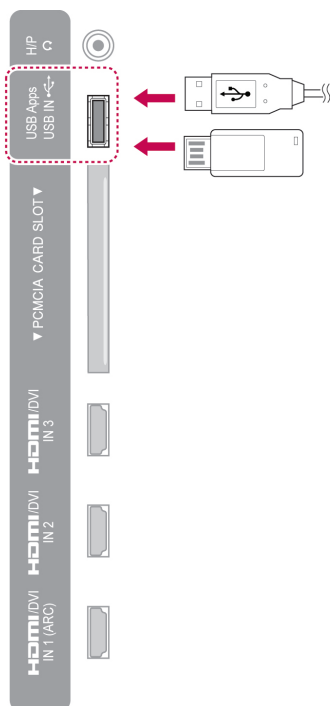 H/P
USB Apps
USB IN
▼ PCMCIA CARD SLOT ▼
HDMI/DVI
IN 3
HDMI/DVI
IN 2
HDMI/DVI
IN 1 (ARC)